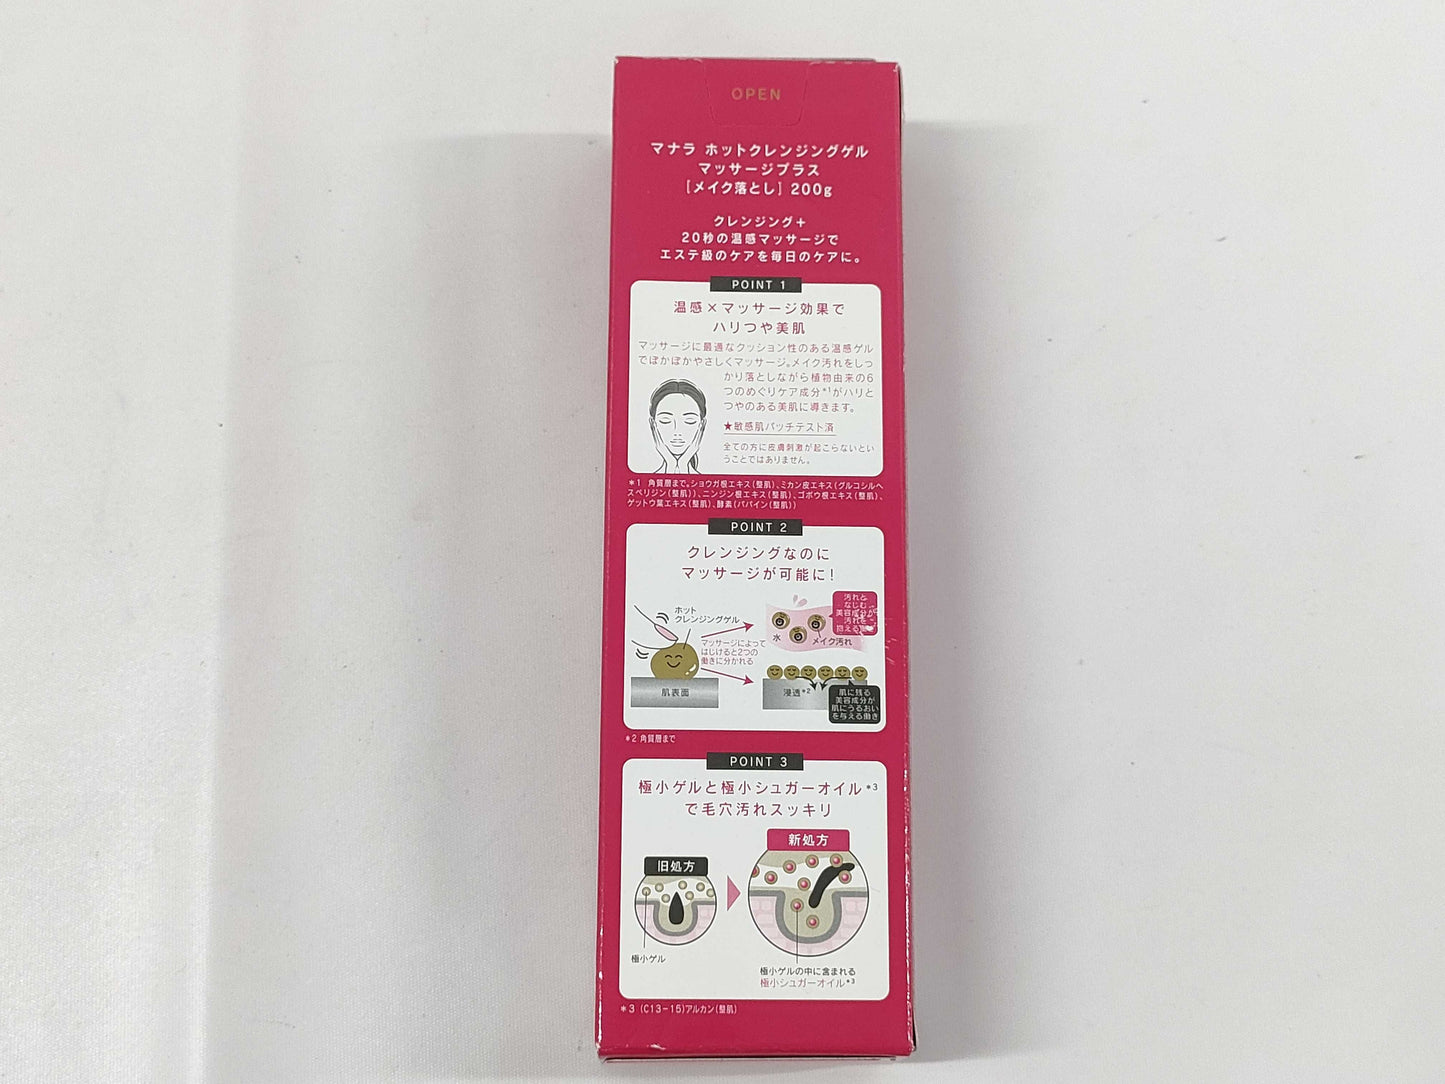 OPEN
マナラ ホットクレンジングゲル
マッサージプラス
[メイク落とし] 200g
クレンジング＋
20秒の温感マッサージで
エステ級のケアを毎日のケアに。
POINT 1
温感×マッサージ効果で
ハリつや美肌
マッサージに最適なクッション性のある温感ゲル
でぽかぽかやさしくマッサージ。メイク汚れをしっ
かり落としながら植物由来の6
つのめぐりケア成分*1がハリと
つやのある美肌に導きます。
★敏感肌パッチテスト済
全ての方に皮膚刺激が起こらないとい
うことではありません。
*1 角質層まで。ショウガ根エキス(整肌)、ミカン皮エキス(グルコシルヘ
スペリジン(整肌))、ニンジン根エキス(整肌)、ゴボウ根エキス(整肌)、
ゲットウ葉エキス(整肌)、酵素(パパイン(整肌))
POINT 2
クレンジングなのに
マッサージが可能に!
ホット
クレンジングゲル
マッサージによって
はじけると2つの
働きに分かれる
肌表面
水
メイク汚れ
汚れと
なじむ
美容成分が
汚れを
抑える働き
浸透*2
肌に残る
美容成分が
肌にうるおい
を与える働き
*2 角質層まで
POINT 3
極小ゲルと極小シュガーオイル*3
で毛穴汚れスッキリ
旧処方
極小ゲル
新処方
極小ゲルの中に含まれる
極小シュガーオイル*3
*3 (C13-15)アルカン(整肌)